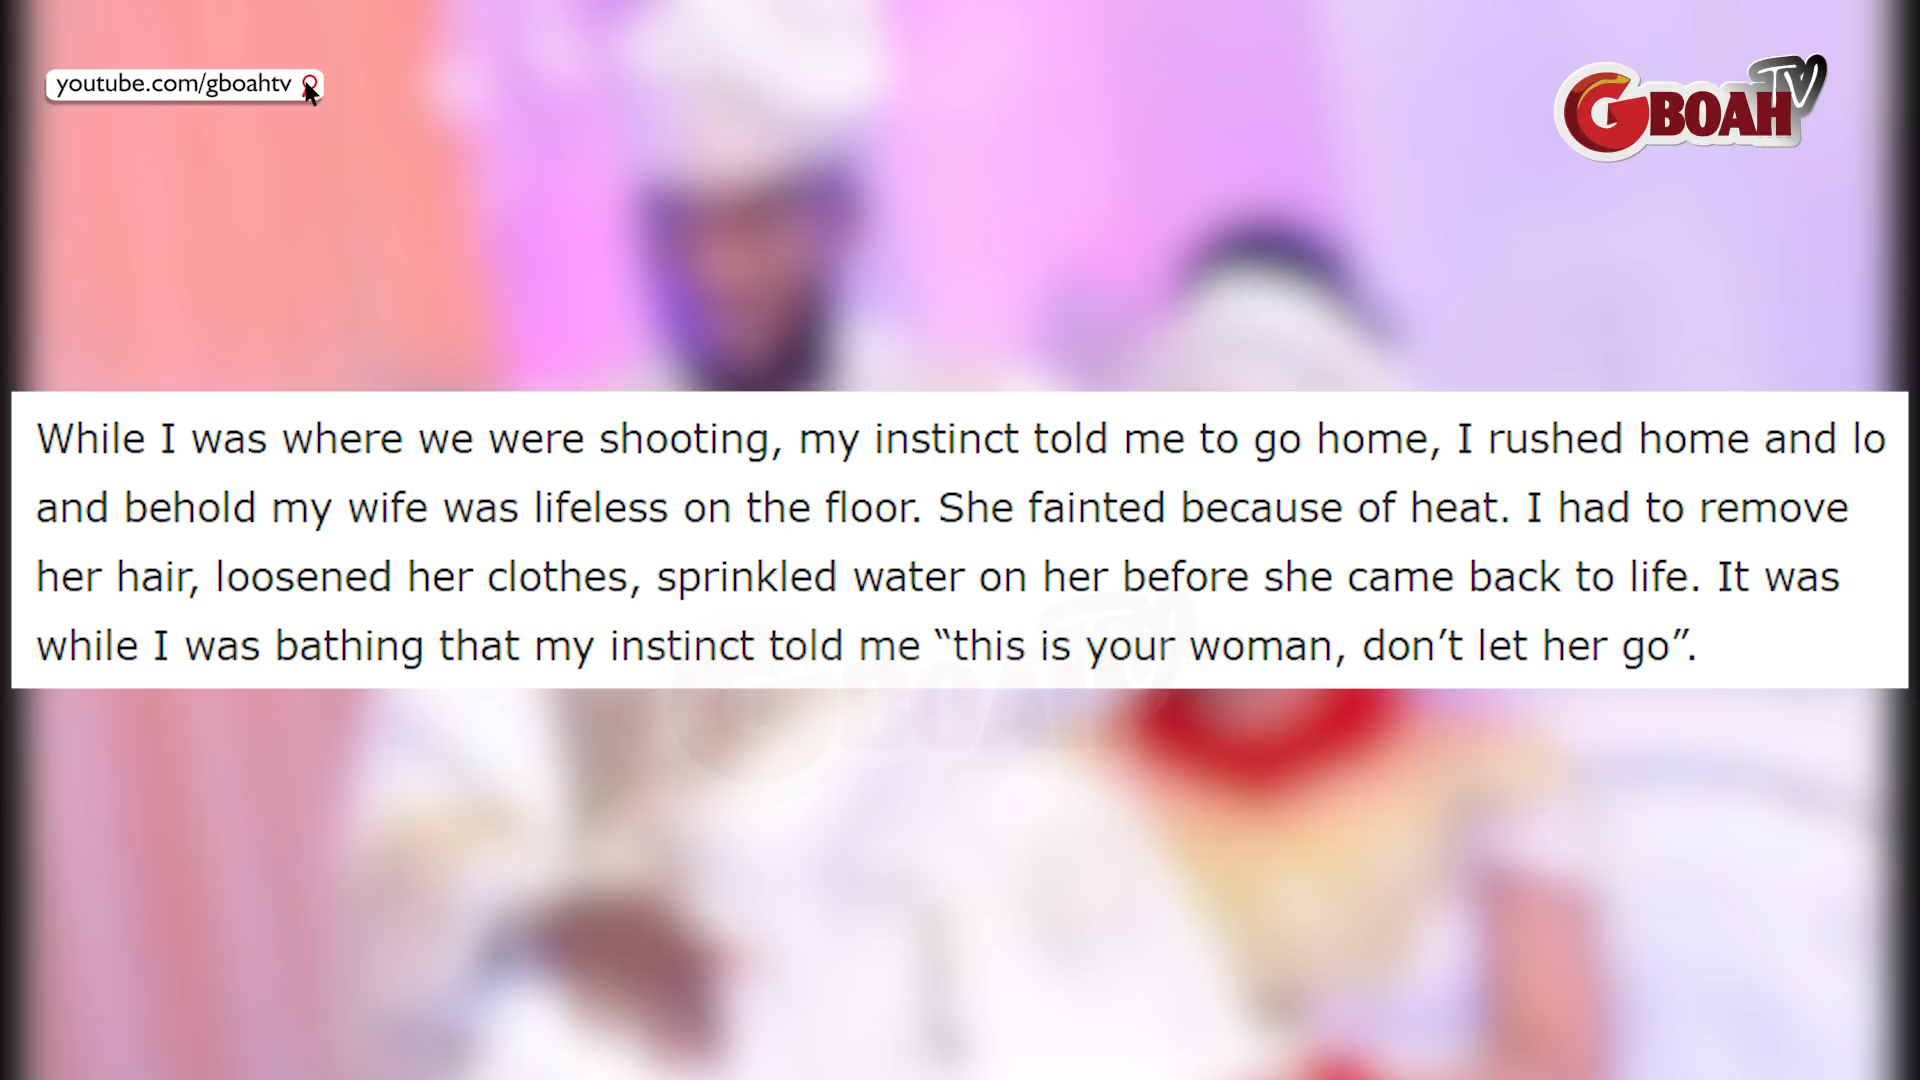 youtube.com/gboahtv
GBOAH TV
While I was where we were shooting, my instinct told me to go home, I rushed home and lo
and behold my wife was lifeless on the floor. She fainted because of heat. I had to remove
her hair, loosened her clothes, sprinkled water on her before she came back to life. It was
while I was bathing that my instinct told me “this is your woman, don’t let her go”.
GBOAH TV